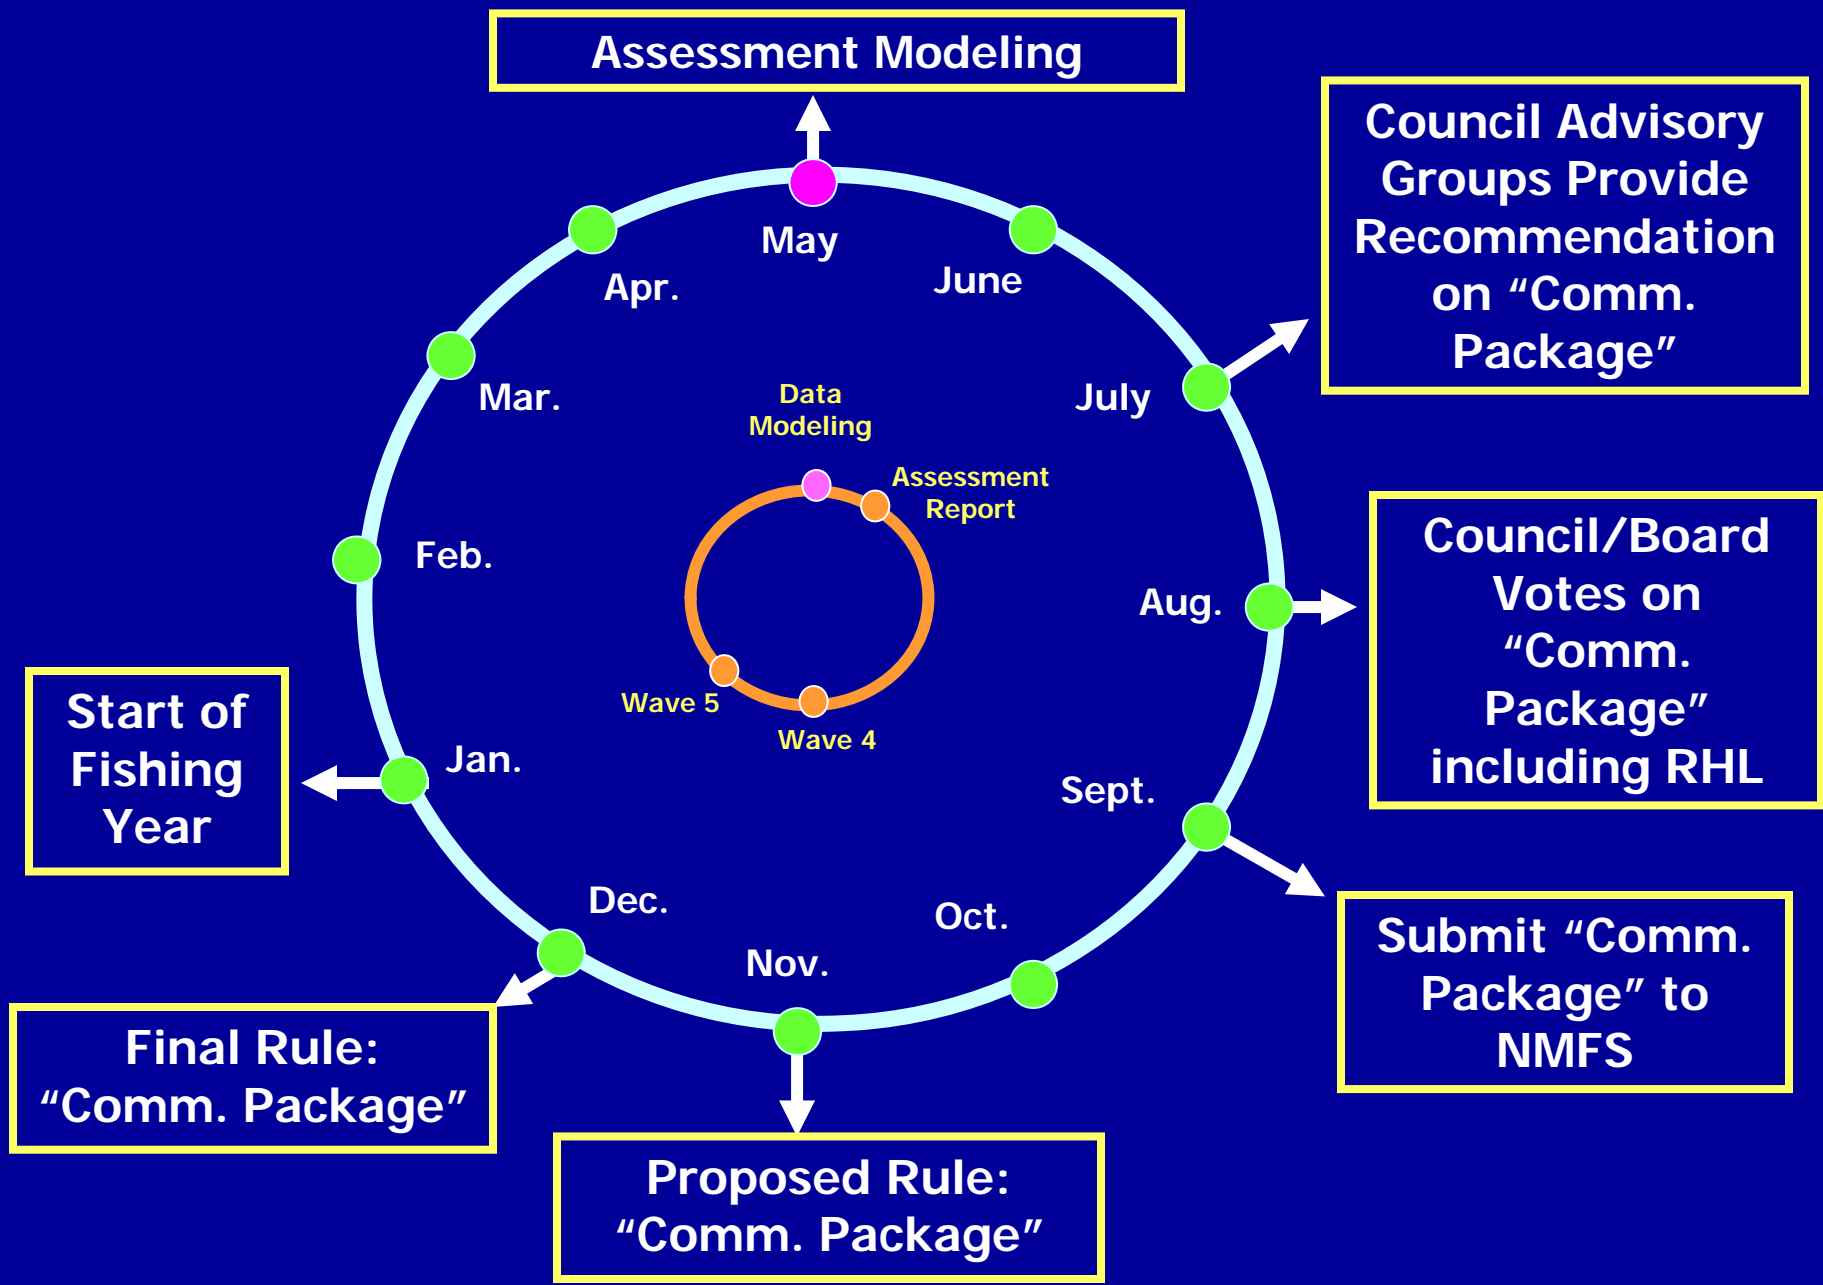 Assessment Modeling
Council Advisory
Groups Provide
Recommendation
on “Comm.
Package”
May
Apr.
June
Mar.
July
Data
Modeling
Assessment
Report
Feb.
Aug.
Council/Board
Votes on
“Comm.
Package”
including RHL
Wave 5
Wave 4
Start of
Fishing
Year
Jan.
Sept.
Dec.
Oct.
Nov.
Submit “Comm.
Package” to
NMFS
Final Rule:
“Comm. Package”
Proposed Rule:
“Comm. Package”